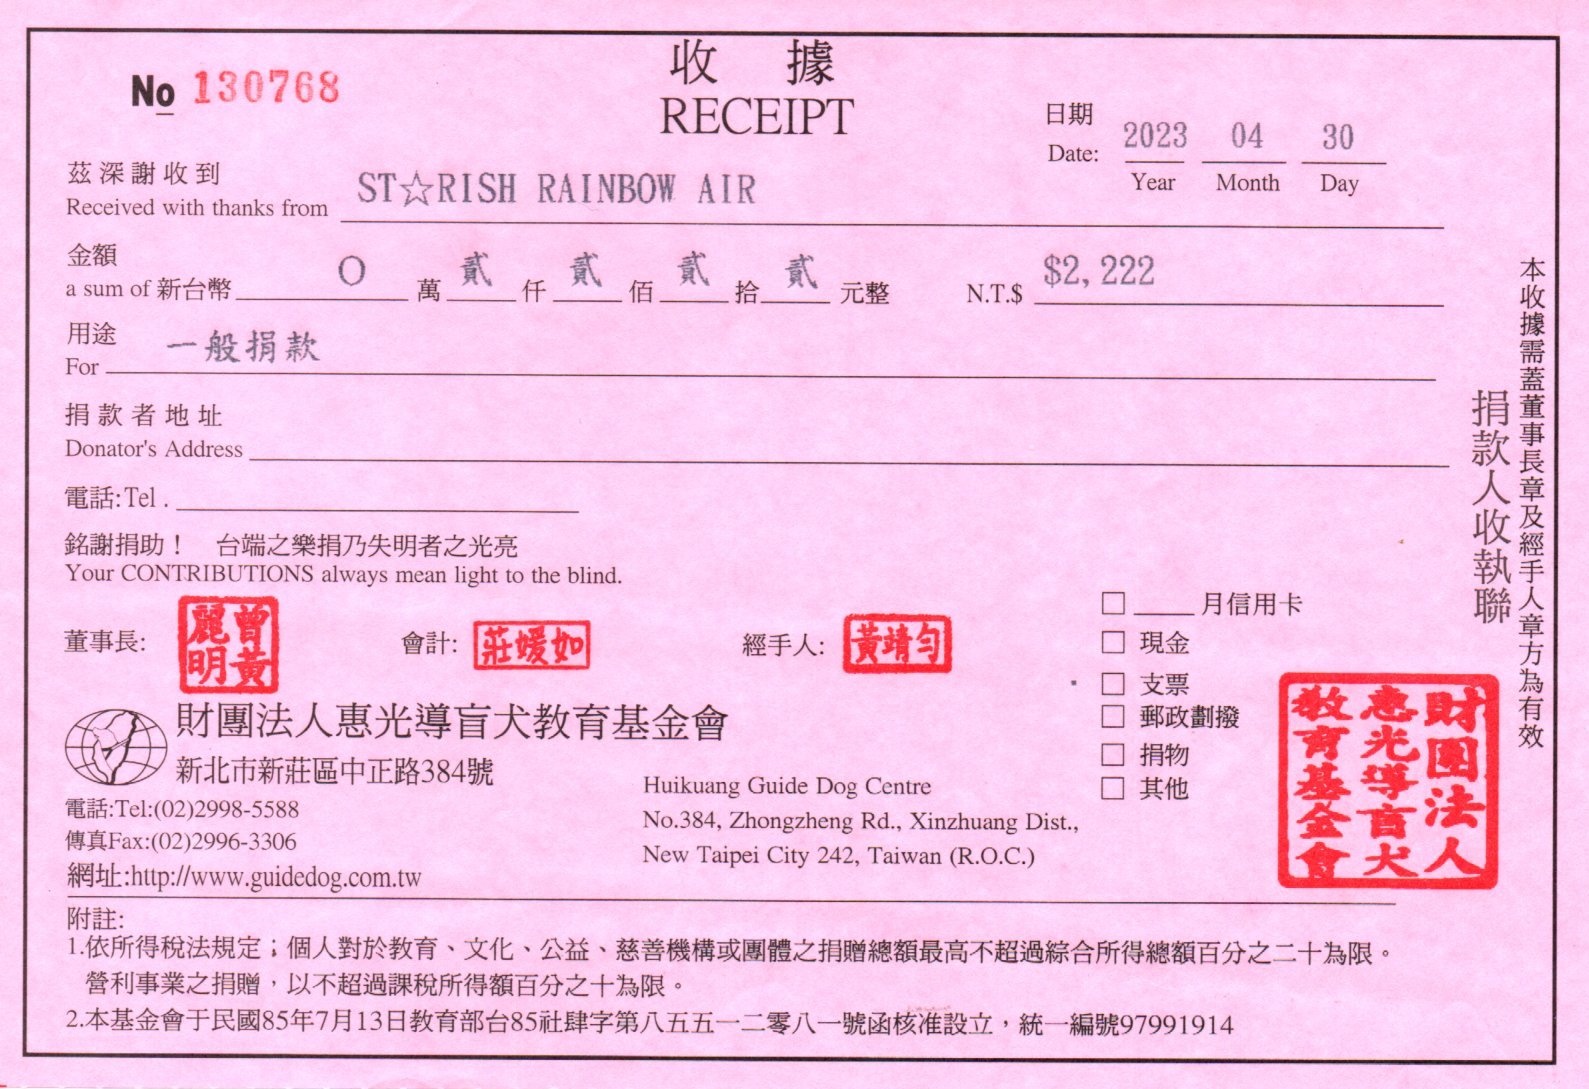 收 據
RECEIPT
No 130768
日期
Date: 2023 04 30
Year Month Day
茲深謝收到
Received with thanks from ST☆RISH RAINBOW AIR
金額
a sum of 新台幣 O 萬 貳 仟 貳 佰 貳 拾 貳 元整 N.T.$ $2,222
用途
For 一般捐款
捐款者地址
Donator's Address
電話:Tel .
銘謝捐助！ 台端之樂捐乃失明者之光亮
Your CONTRIBUTIONS always mean light to the blind.
董事長: 曾黃麗明 會計: 莊媛如 經手人: 黃靖勻
□ ____ 月信用卡
□ 現金
□ 支票
□ 郵政劃撥
□ 捐物
□ 其他
財團法人惠光導盲犬教育基金會
新北市新莊區中正路384號
電話:Tel:(02)2998-5588
傳真Fax:(02)2996-3306
網址:http://www.guidedog.com.tw
Huikuang Guide Dog Centre
No.384, Zhongzheng Rd., Xinzhuang Dist.,
New Taipei City 242, Taiwan (R.O.C.)
財團法人
惠光導盲犬
教育基金會
捐款人收執聯
本收據需蓋董事長章及經手人章方為有效
附註:
1.依所得稅法規定；個人對於教育、文化、公益、慈善機構或團體之捐贈總額最高不超過綜合所得總額百分之二十為限。
營利事業之捐贈，以不超過課稅所得額百分之十為限。
2.本基金會于民國85年7月13日教育部台85社肆字第八五五一二零八一號函核准設立，統一編號97991914